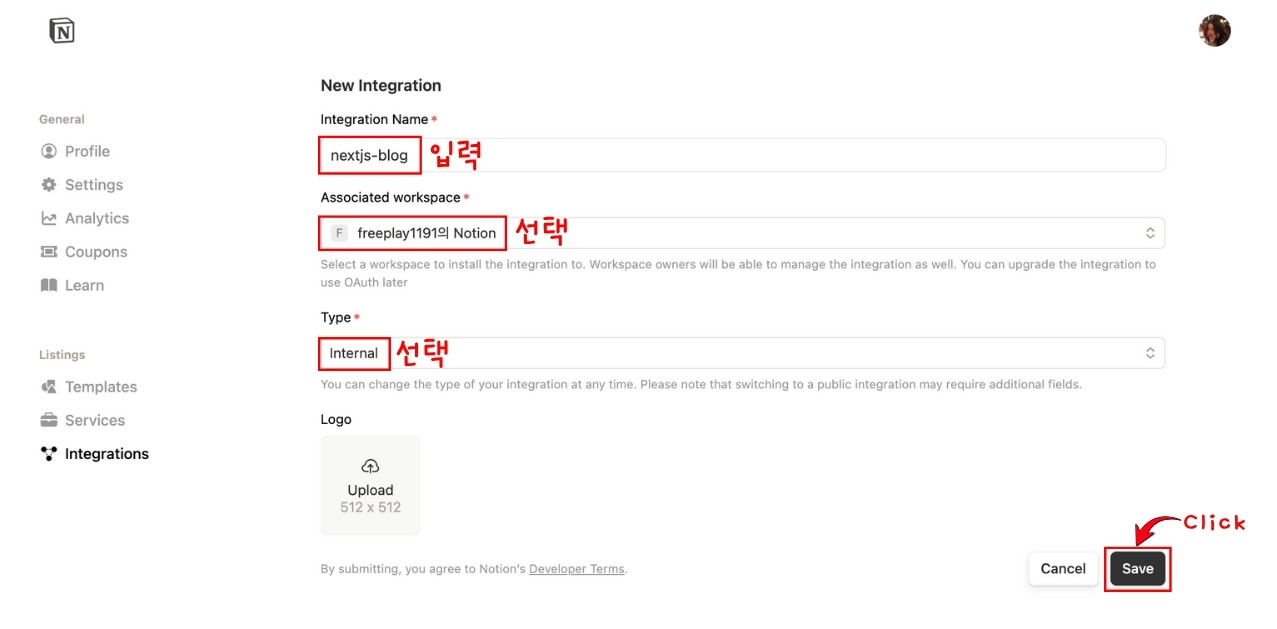 N
General
Profile
Settings
Analytics
Coupons
Learn
Listings
Templates
Services
Integrations
New Integration
Integration Name*
nextjs-blog 입력
Associated workspace*
F freeplay1191의 Notion 선택
Select a workspace to install the integration to. Workspace owners will be able to manage the integration as well. You can upgrade the integration to
use OAuth later
Type*
Internal 선택
You can change the type of your integration at any time. Please note that switching to a public integration may require additional fields.
Logo
Upload
512 x 512
Click
By submitting, you agree to Notion's Developer Terms.
Cancel Save